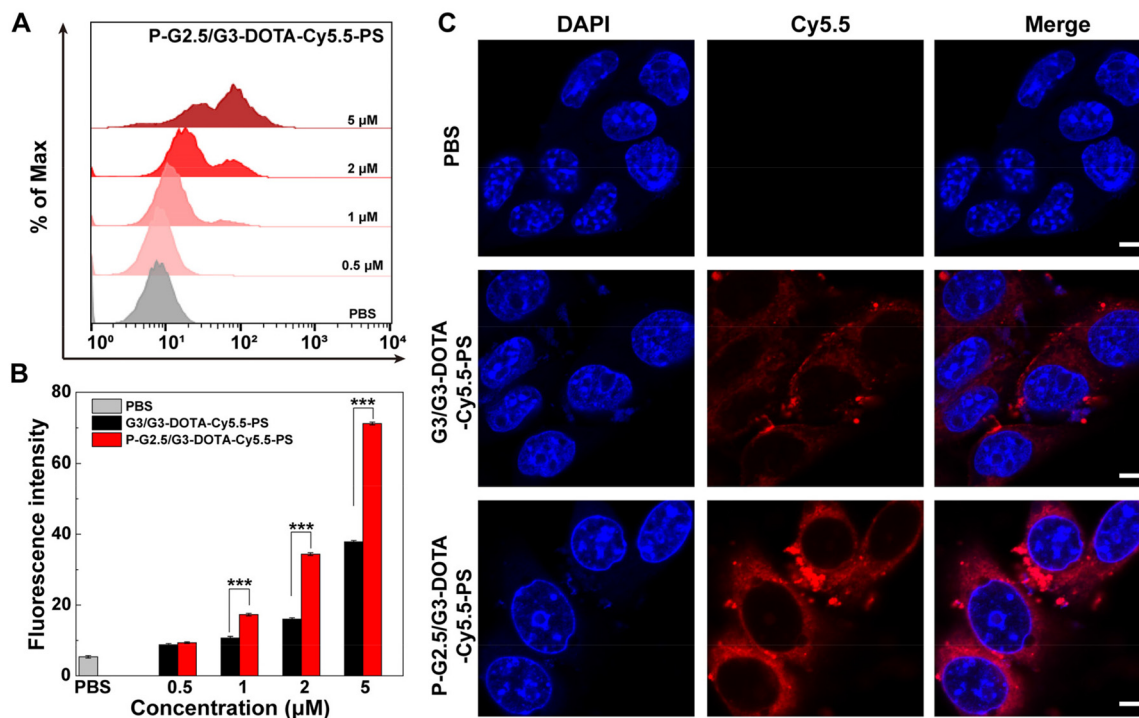 A
P-G2.5/G3-DOTA-Cy5.5-PS
% of Max
5 µM
2 µM
1 µM
0.5 µM
PBS
10⁰ 10¹ 10² 10³ 10⁴
B
Fluorescence intensity
80
60
40
20
0
PBS
G3/G3-DOTA-Cy5.5-PS
P-G2.5/G3-DOTA-Cy5.5-PS
***
***
***
PBS 0.5 1 2 5
Concentration (µM)
C
DAPI Cy5.5 Merge
PBS
G3/G3-DOTA
-Cy5.5-PS
P-G2.5/G3-DOTA
-Cy5.5-PS